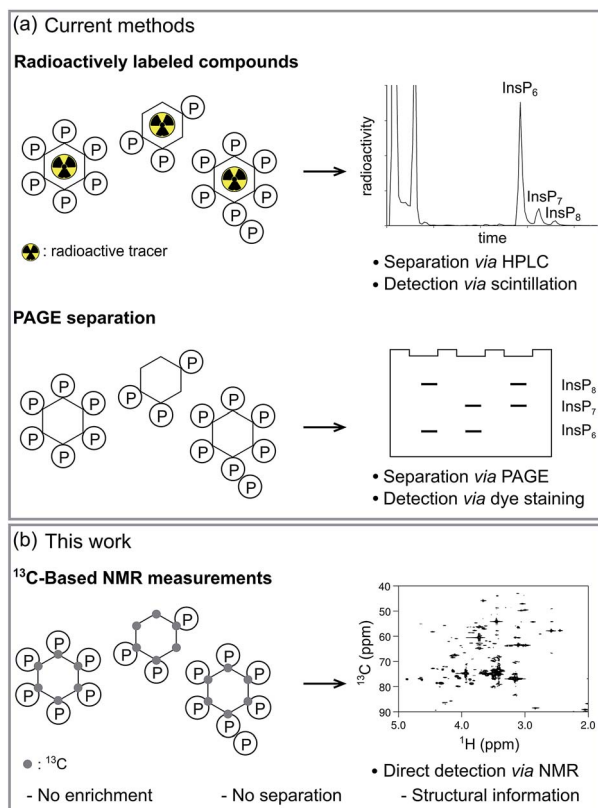 (a) Current methods
Radioactively labeled compounds
P P P P P P
P P P
P P P P P P P
: radioactive tracer
radioactivity
InsP₆
InsP₇
InsP₈
time
• Separation via HPLC
• Detection via scintillation
PAGE separation
P P P P P P
P P P
P P P P P P P
InsP₈
InsP₇
InsP₆
• Separation via PAGE
• Detection via dye staining
(b) This work
¹³C-Based NMR measurements
P P P P P P
P P P
P P P P P P P
: ¹³C
40
50
60
70
80
90
¹³C (ppm)
5.0 4.0 3.0 2.0
¹H (ppm)
• Direct detection via NMR
- No enrichment - No separation - Structural information